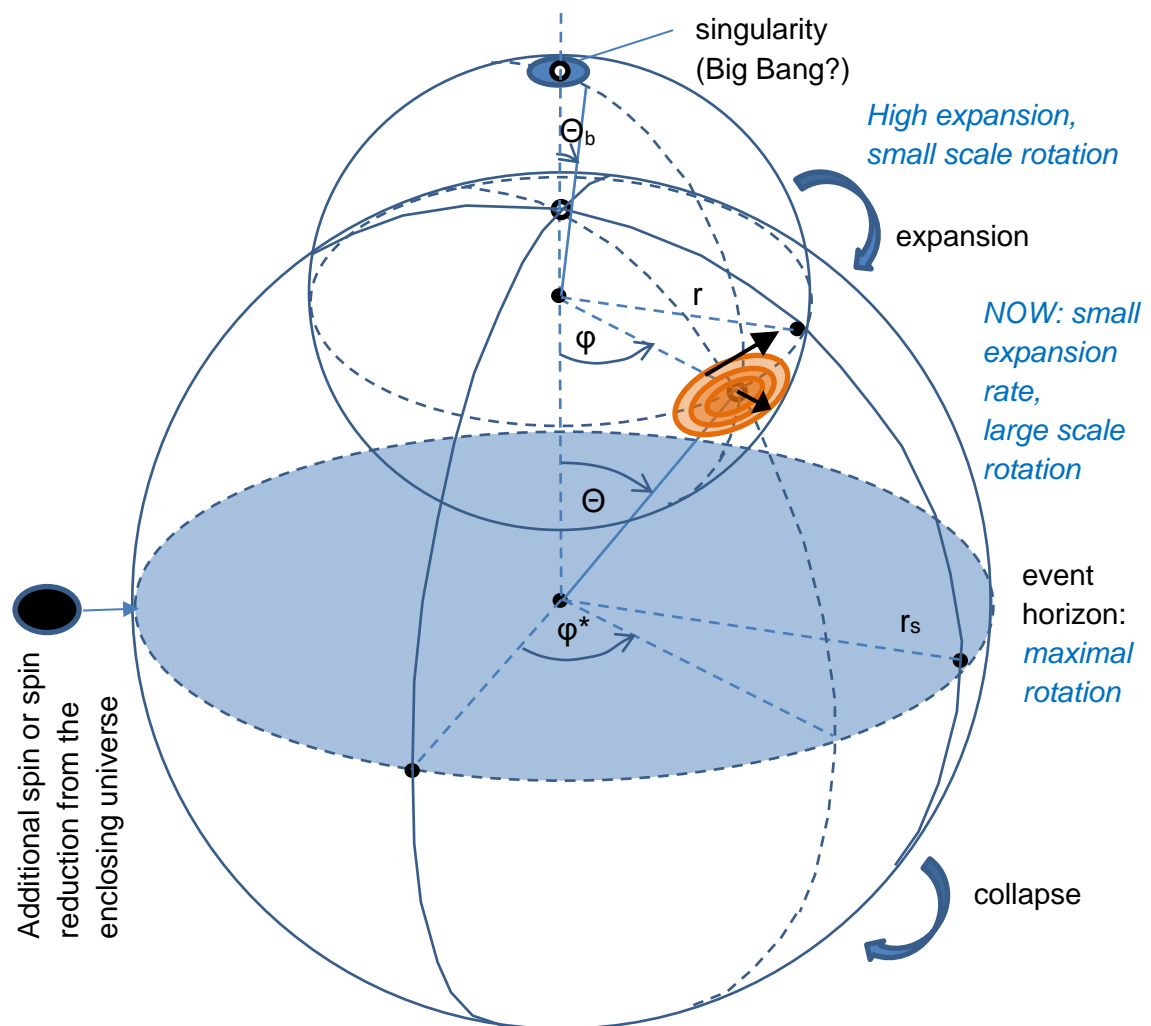 singularity
(Big Bang?)
Θb
High expansion,
small scale rotation
expansion
r
φ
NOW: small
expansion
rate,
large scale
rotation
Θ
event
horizon:
maximal
rotation
rs
φ*
Additional spin or spin
reduction from the
enclosing universe
collapse